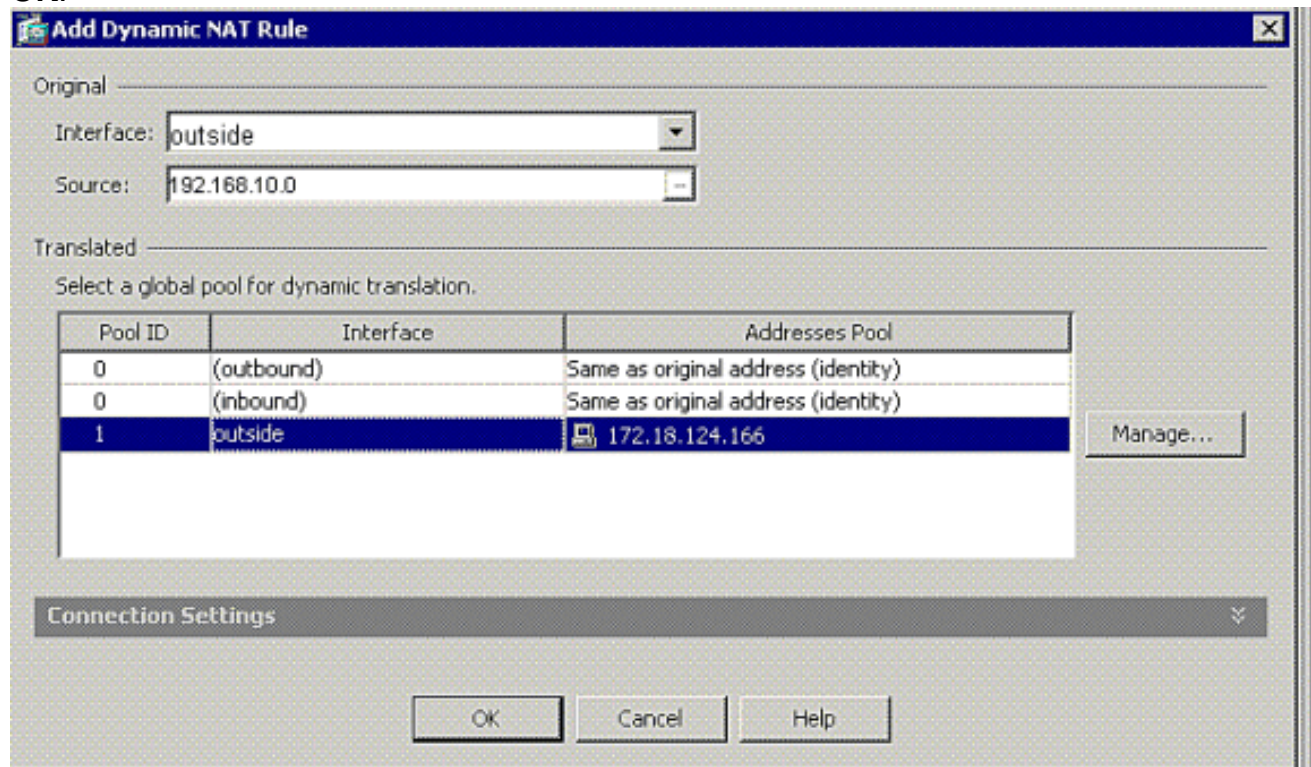 OK.
Add Dynamic NAT Rule
Original
Interface: outside
Source: 192.168.10.0
Translated
Select a global pool for dynamic translation.
Pool ID Interface Addresses Pool
0 (outbound) Same as original address (identity)
0 (inbound) Same as original address (identity)
1 outside 172.18.124.166
Manage...
Connection Settings
OK Cancel Help